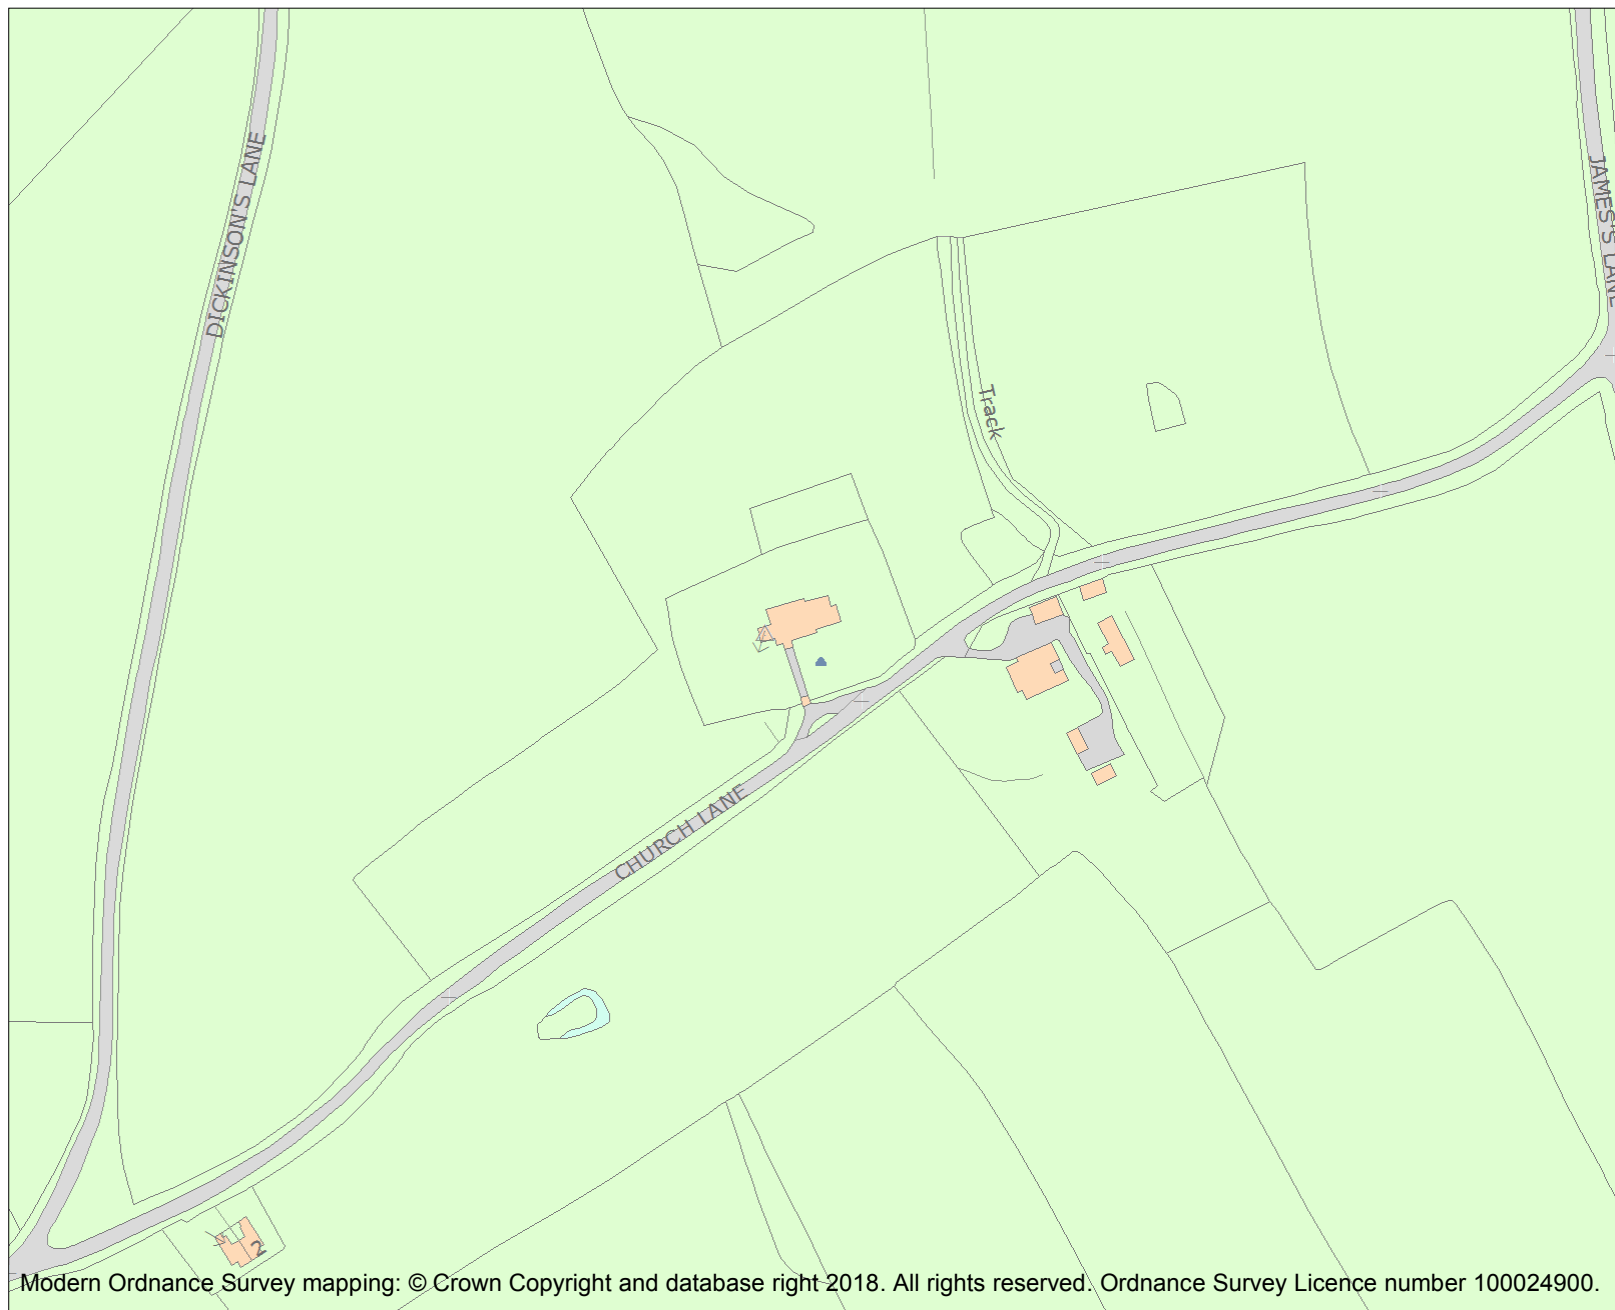 DICKINSON'S LANE
JAMES'S LANE
Track
CHURCH LANE
2
Modern Ordnance Survey mapping: © Crown Copyright and database right 2018. All rights reserved. Ordnance Survey Licence number 100024900.